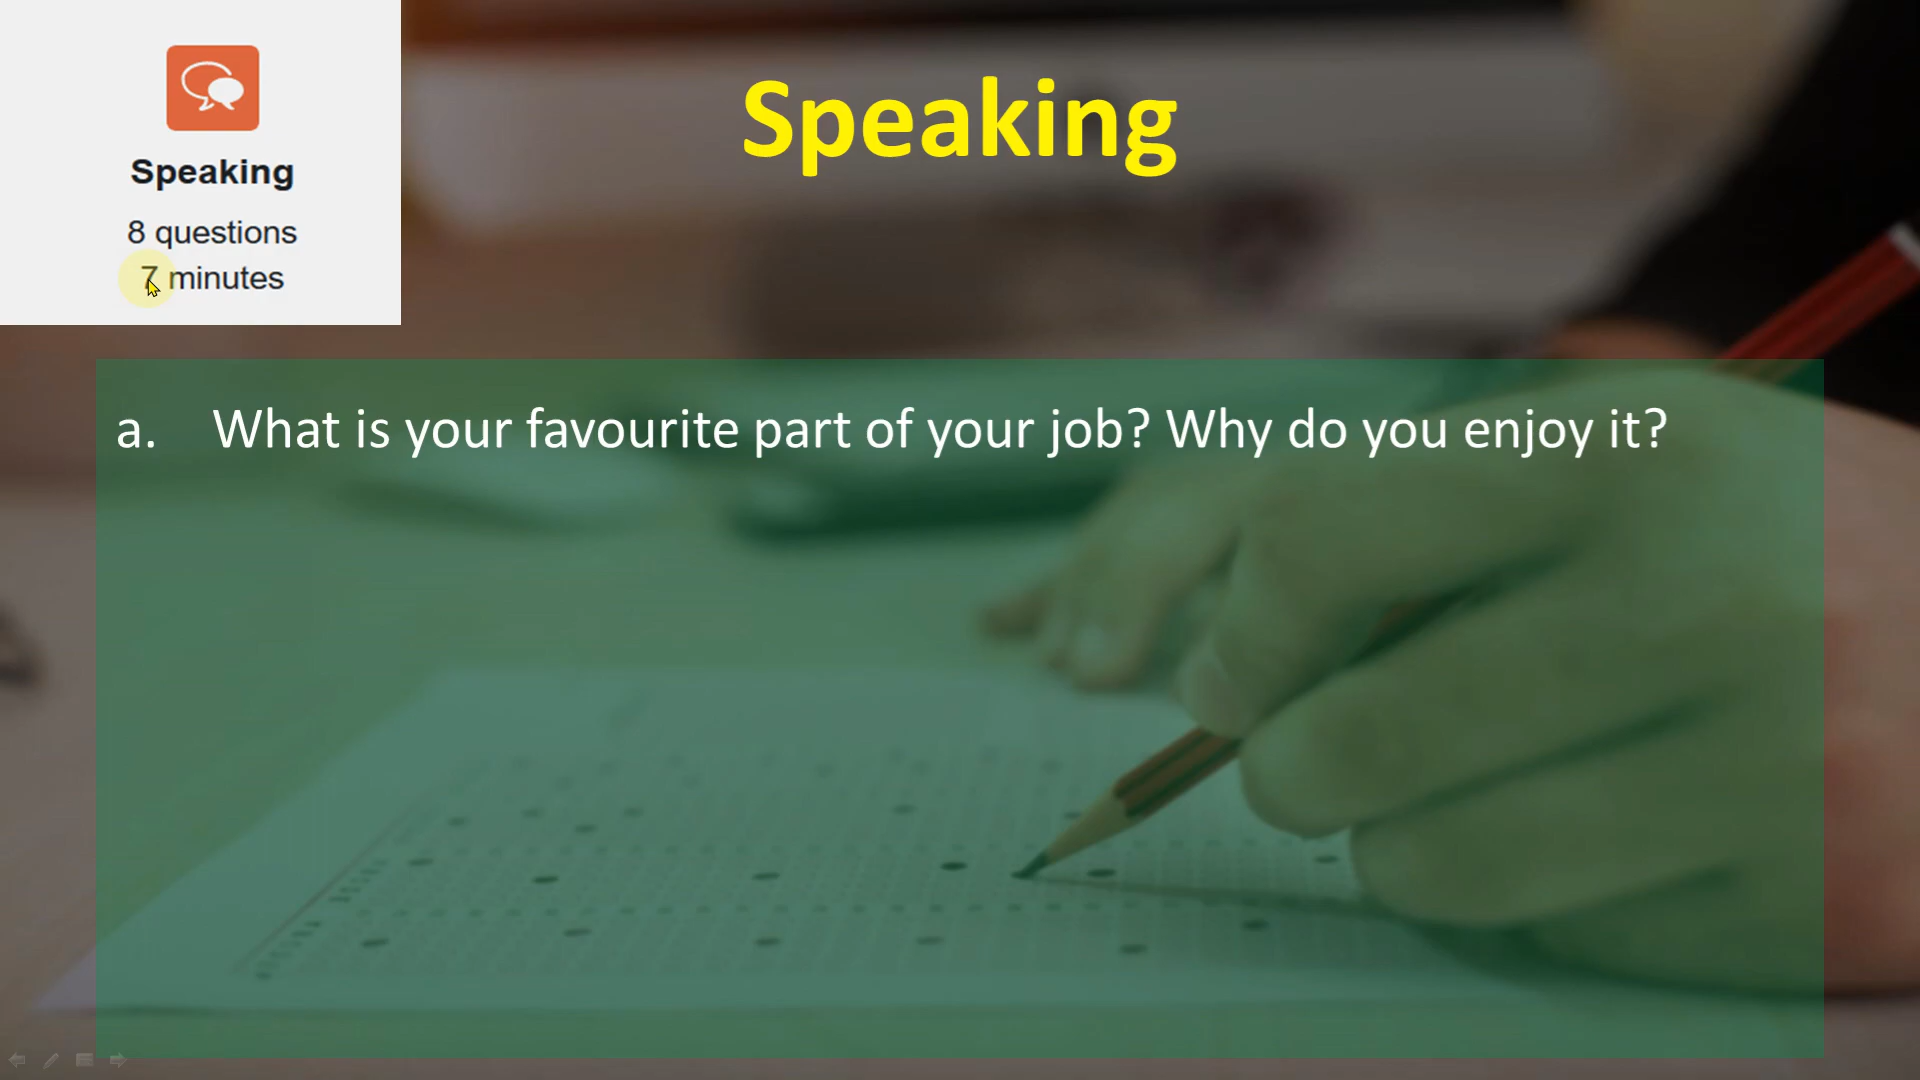 Speaking
Speaking
8 questions
7 minutes
a. What is your favourite part of your job? Why do you enjoy it?